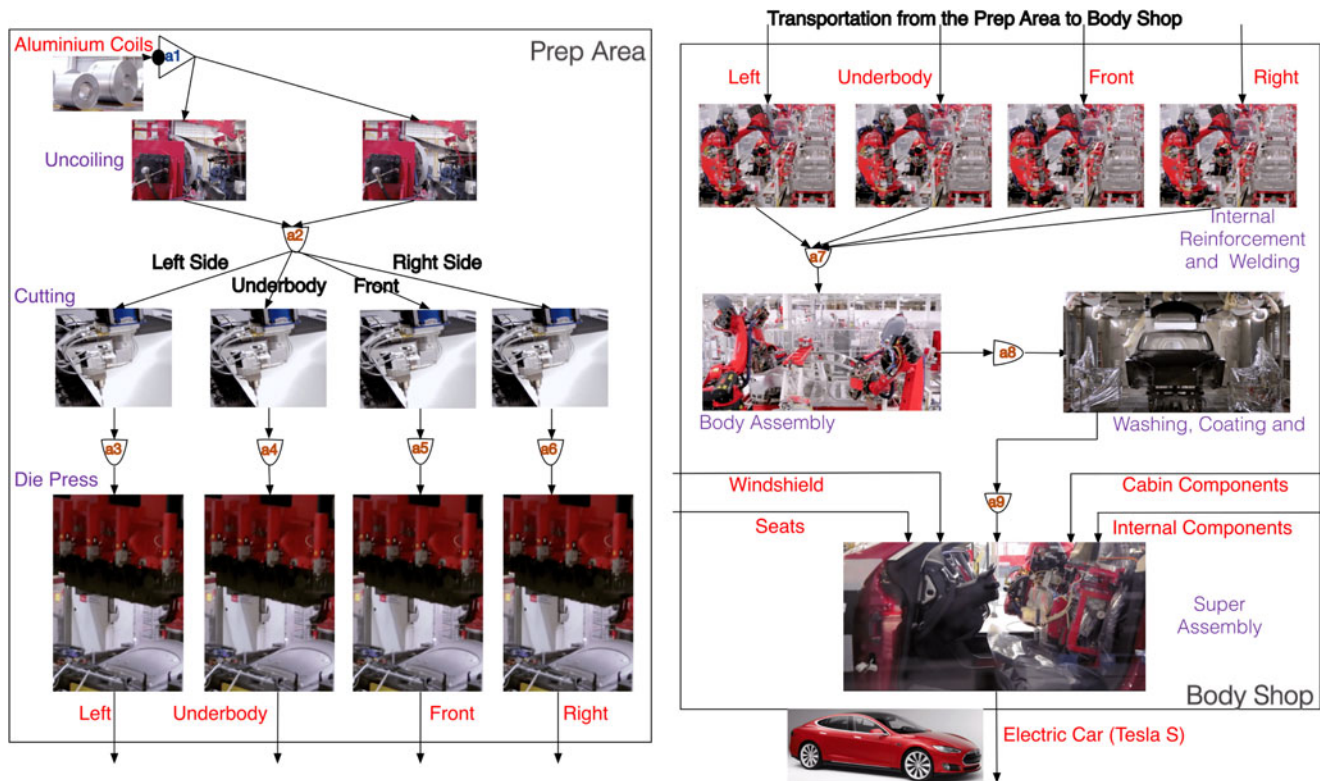 Aluminium Coils
a1
Prep Area
Uncoiling
a2
Left Side
Right Side
Underbody
Front
Cutting
a3
a4
a5
a6
Die Press
Left
Underbody
Front
Right
Transportation from the Prep Area to Body Shop
Left
Underbody
Front
Right
Internal
Reinforcement
and Welding
a7
a8
Body Assembly
Washing, Coating and
Windshield
a9
Cabin Components
Seats
Internal Components
Super
Assembly
Body Shop
Electric Car (Tesla S)